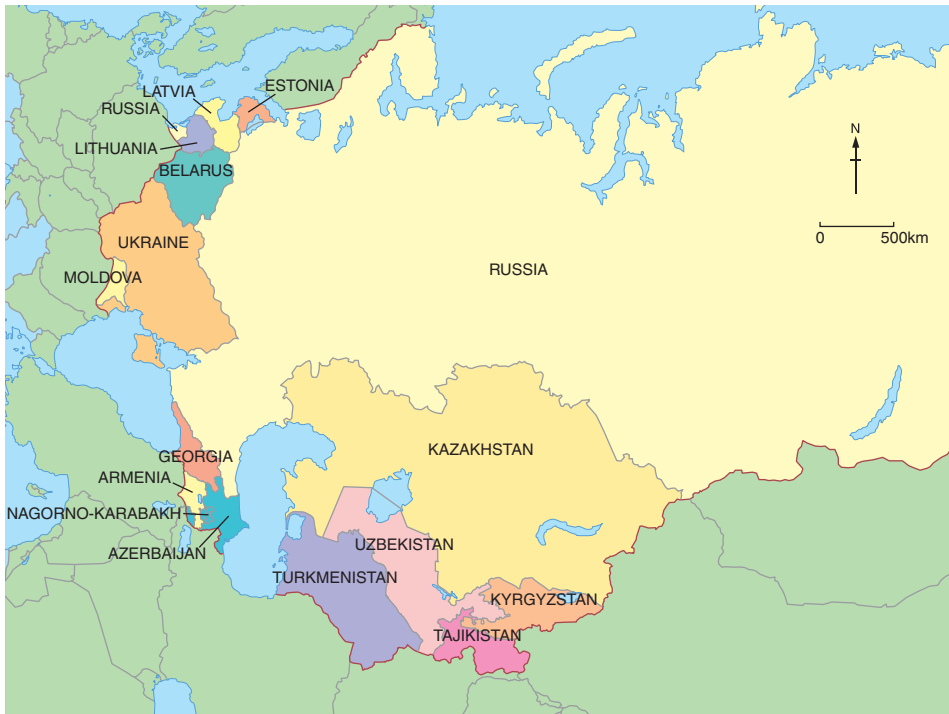 ESTONIA
LATVIA
RUSSIA
LITHUANIA
BELARUS
N
UKRAINE
0 500km
RUSSIA
MOLDOVA
KAZAKHSTAN
GEORGIA
ARMENIA
NAGORNO-KARABAKH
UZBEKISTAN
AZERBAIJAN
TURKMENISTAN
KYRGYZSTAN
TAJIKISTAN